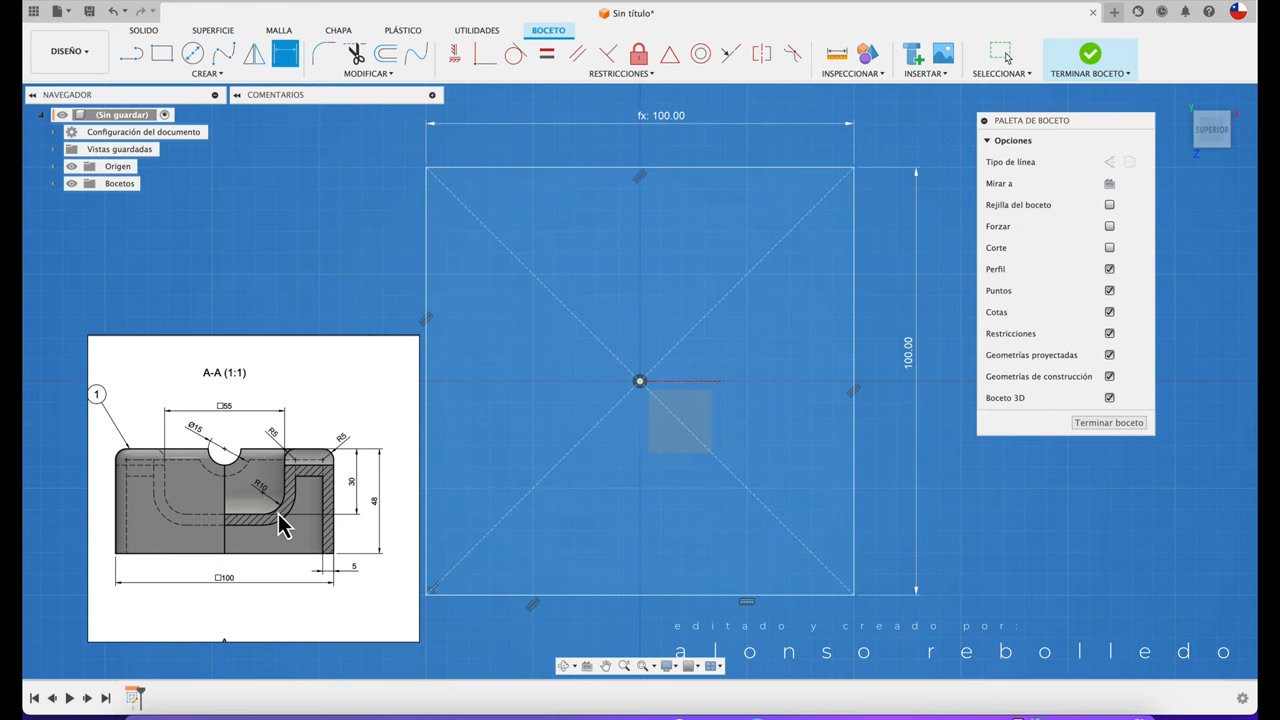 Sin título*
SÓLIDO
SUPERFICIE
MALLA
CHAPA
PLÁSTICO
UTILIDADES
BOCETO
DISEÑO
CREAR
MODIFICAR
RESTRICCIONES
INSPECCIONAR
INSERTAR
SELECCIONAR
TERMINAR BOCETO
NAVEGADOR
COMENTARIOS
(Sin guardar)
Configuración del documento
Vistas guardadas
Origen
Bocetos
fx: 100.00
100.00
PALETA DE BOCETO
Opciones
Tipo de línea
Mirar a
Rejilla del boceto
Forzar
Corte
Perfil
Puntos
Cotas
Restricciones
Geometrías proyectadas
Geometrías de construcción
Boceto 3D
Terminar boceto
Y
X
SUPERIOR
Z
A-A (1:1)
1
□55
Ø15
R5
R5
R10
30
48
5
□100
editado y creado por:
alonso rebolledo